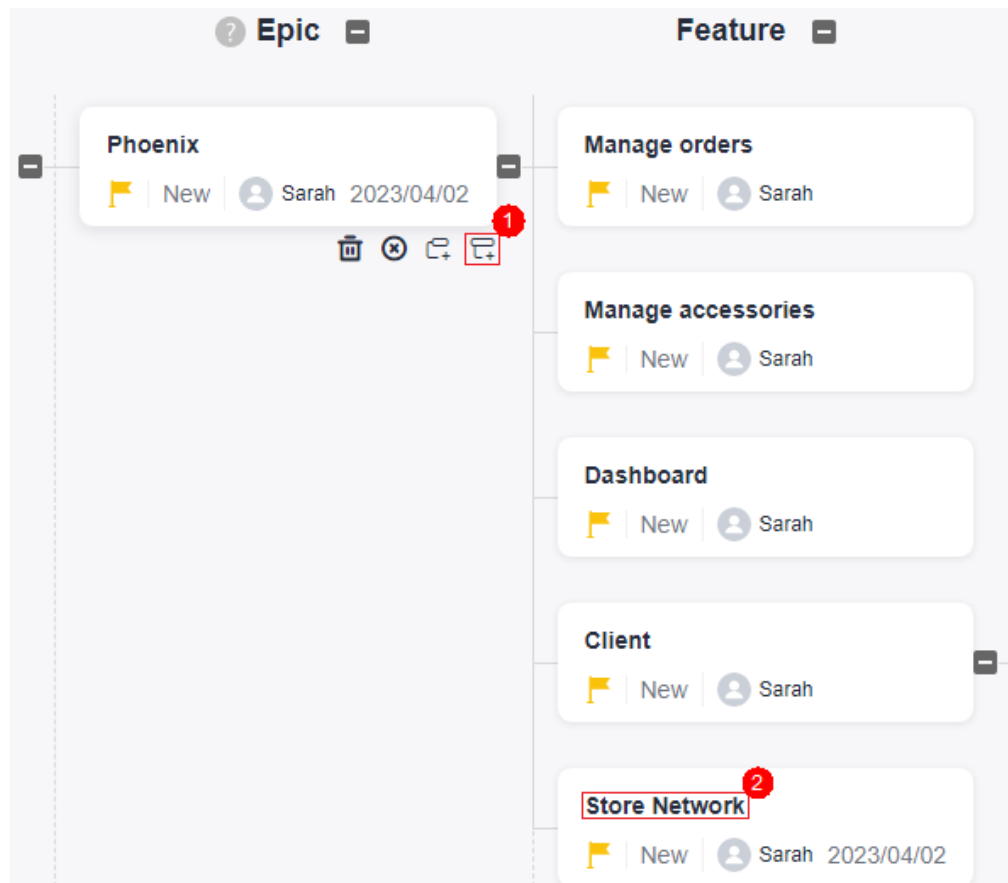 ? Epic
Feature
Phoenix
New Sarah 2023/04/02
1
Manage orders
New Sarah
Manage accessories
New Sarah
Dashboard
New Sarah
Client
New Sarah
2
Store Network
New Sarah 2023/04/02